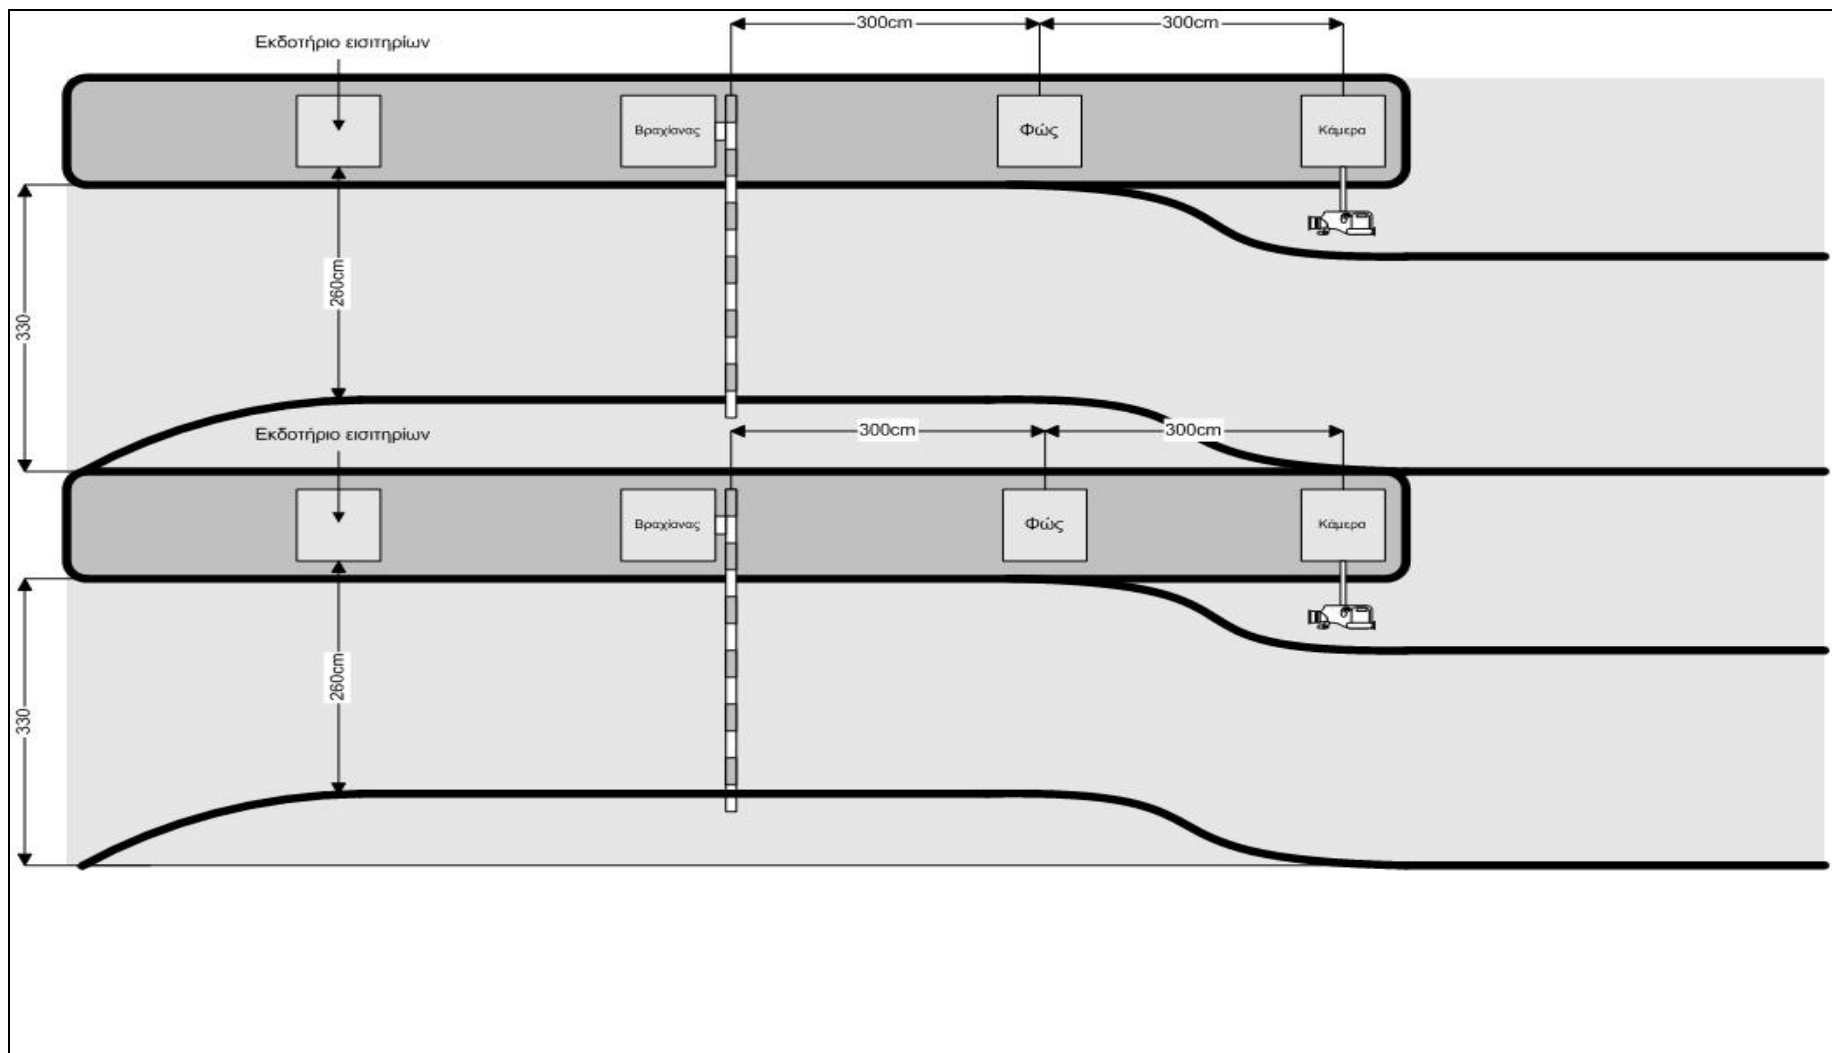 300cm
300cm
Εκδοτήριο εισιτηρίων
Βραχίονας
Φώς
Κάμερα
260cm
330
300cm
300cm
Εκδοτήριο εισιτηρίων
Βραχίονας
Φώς
Κάμερα
260cm
330